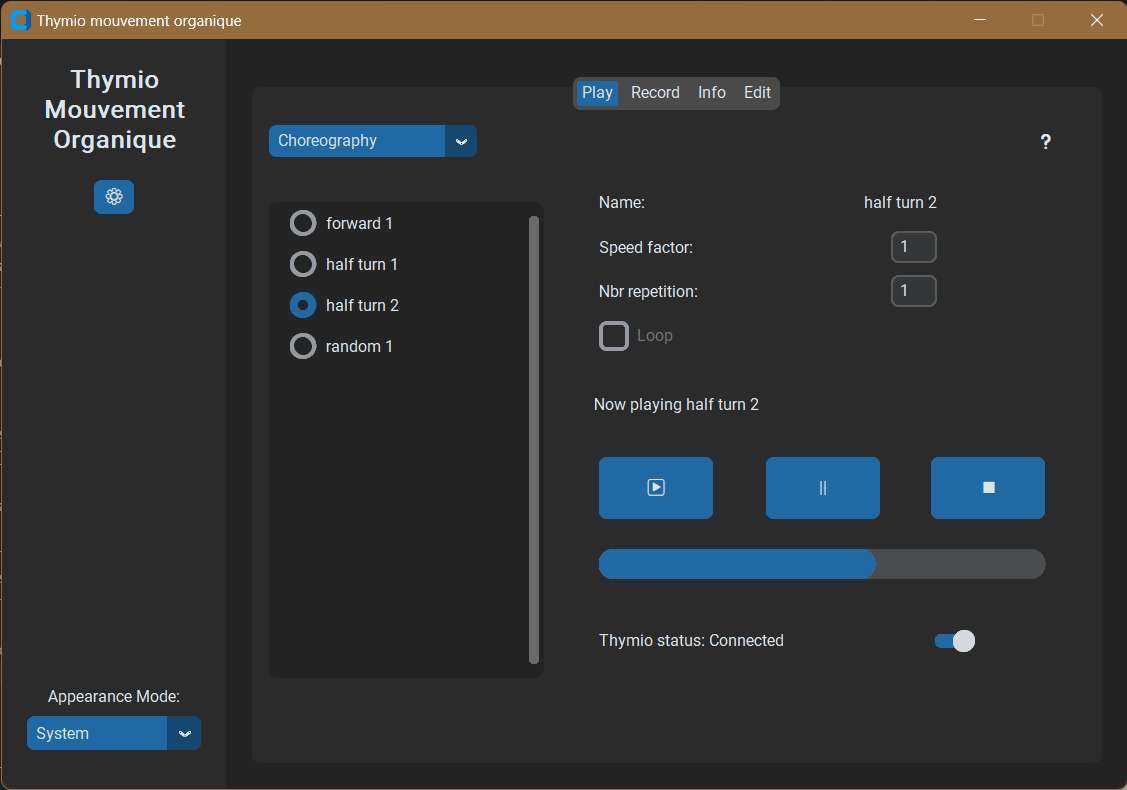 Thymio mouvement organique
Thymio
Mouvement
Organique
Play Record Info Edit
Choreography
?
forward 1
half turn 1
half turn 2
random 1
Name: half turn 2
Speed factor: 1
Nbr repetition: 1
Loop
Now playing half turn 2
Thymio status: Connected
Appearance Mode:
System